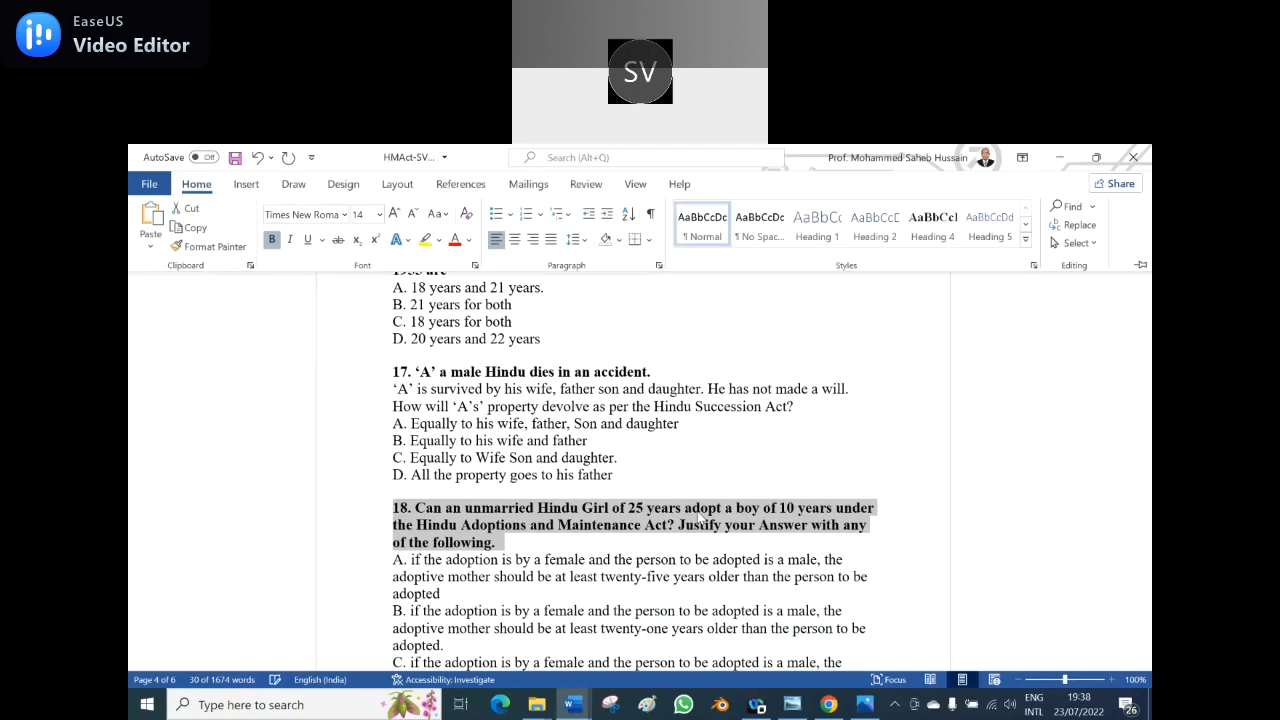 EaseUS
Video Editor
SV
AutoSave Off
HMAct-SV...
Search (Alt+Q)
Prof. Mohammed Saheb Hussain
File Home Insert Draw Design Layout References Mailings Review View Help
Share
Paste
Cut
Copy
Format Painter
Clipboard
Times New Roma 14
Font
Paragraph
AaBbCcDc AaBbCcDc AaBbCc AaBbCcD AaBbCcI AaBbCcDd
¶ Normal ¶ No Spac... Heading 1 Heading 2 Heading 4 Heading 5
Styles
Find
Replace
Select
Editing
1955 are
A. 18 years and 21 years.
B. 21 years for both
C. 18 years for both
D. 20 years and 22 years
17. ‘A’ a male Hindu dies in an accident.
‘A’ is survived by his wife, father son and daughter. He has not made a will.
How will ‘A’s’ property devolve as per the Hindu Succession Act?
A. Equally to his wife, father, Son and daughter
B. Equally to his wife and father
C. Equally to Wife Son and daughter.
D. All the property goes to his father
18. Can an unmarried Hindu Girl of 25 years adopt a boy of 10 years under
the Hindu Adoptions and Maintenance Act? Justify your Answer with any
of the following.
A. if the adoption is by a female and the person to be adopted is a male, the
adoptive mother should be at least twenty-five years older than the person to be
adopted
B. if the adoption is by a female and the person to be adopted is a male, the
adoptive mother should be at least twenty-one years older than the person to be
adopted.
C. if the adoption is by a female and the person to be adopted is a male, the
Page 4 of 6 30 of 1674 words English (India) Accessibility: Investigate Focus 100%
Type here to search
ENG
INTL
19:38
23/07/2022
26